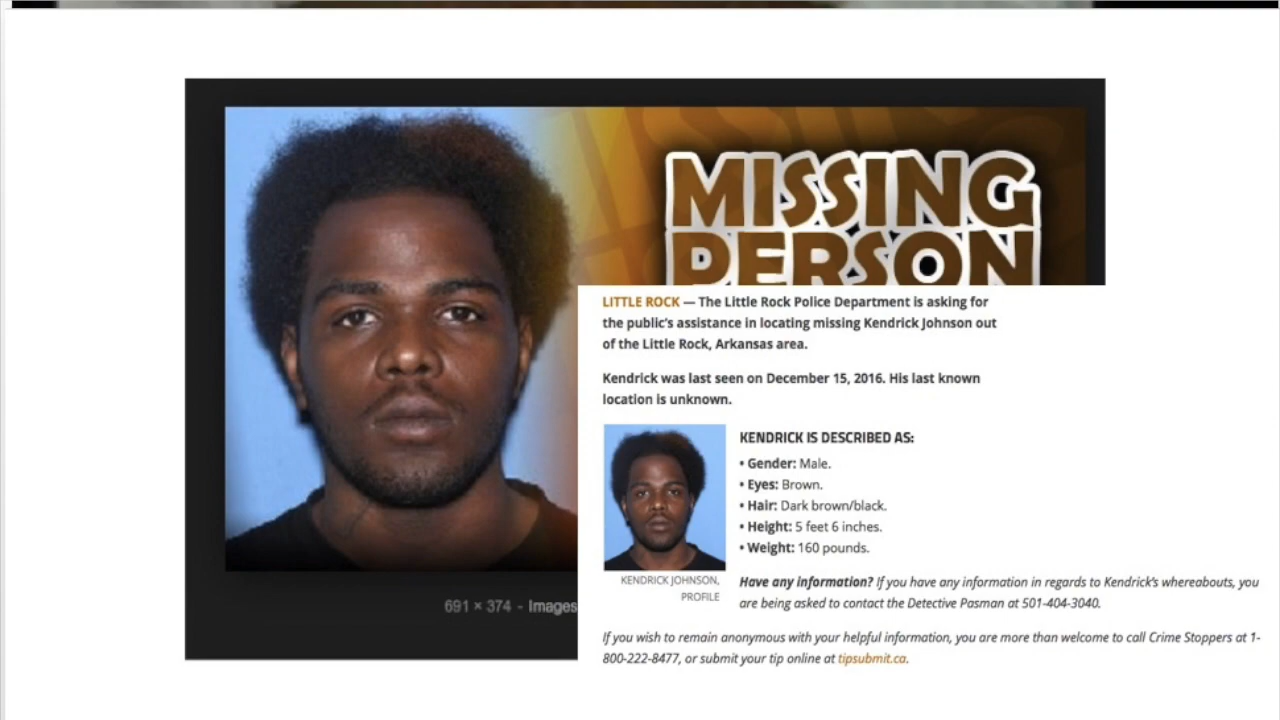 MISSING
PERSON
LITTLE ROCK — The Little Rock Police Department is asking for
the public's assistance in locating missing Kendrick Johnson out
of the Little Rock, Arkansas area.
Kendrick was last seen on December 15, 2016. His last known
location is unknown.
KENDRICK IS DESCRIBED AS:
• Gender: Male.
• Eyes: Brown.
• Hair: Dark brown/black.
• Height: 5 feet 6 inches.
• Weight: 160 pounds.
KENDRICK JOHNSON,
PROFILE
Have any information? If you have any information in regards to Kendrick's whereabouts, you
are being asked to contact the Detective Pasman at 501-404-3040.
691 × 374 - Images
If you wish to remain anonymous with your helpful information, you are more than welcome to call Crime Stoppers at 1-
800-222-8477, or submit your tip online at tipsubmit.ca.